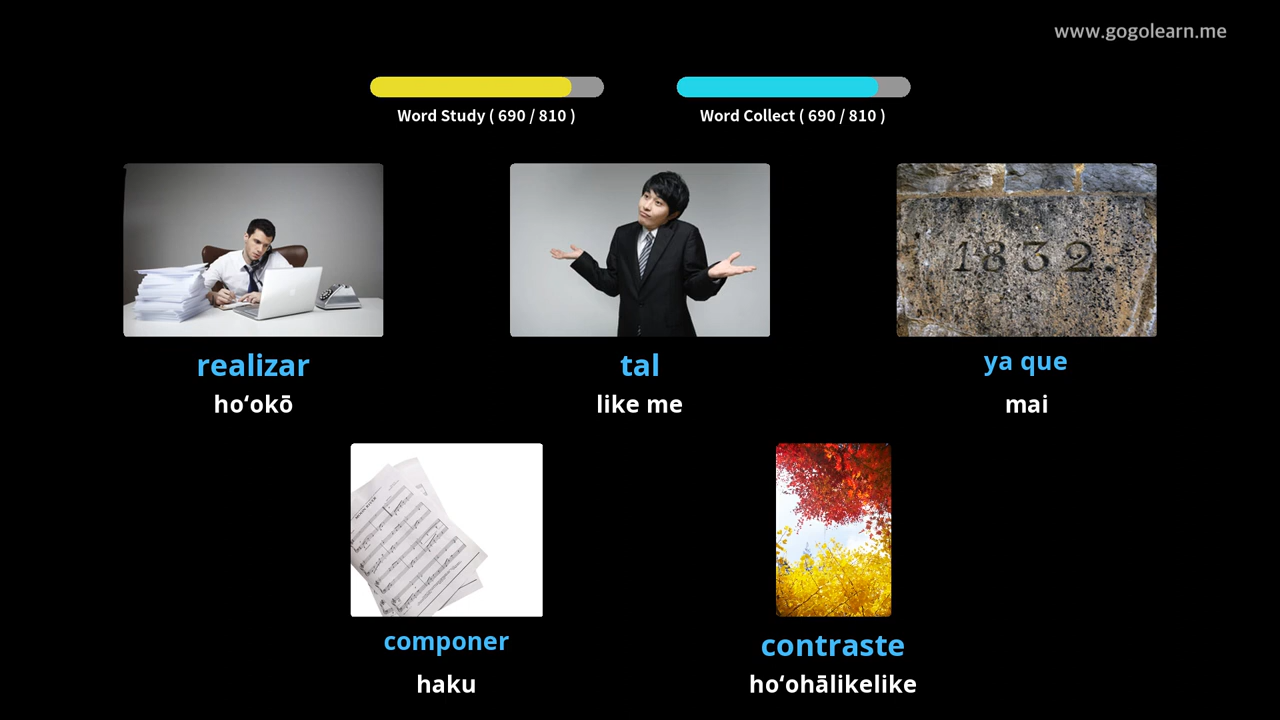 www.gogolearn.me
Word Study ( 690 / 810 )
Word Collect ( 690 / 810 )
1832.
realizar
tal
ya que
hoʻokō
like me
mai
componer
contraste
haku
hoʻohālikelike